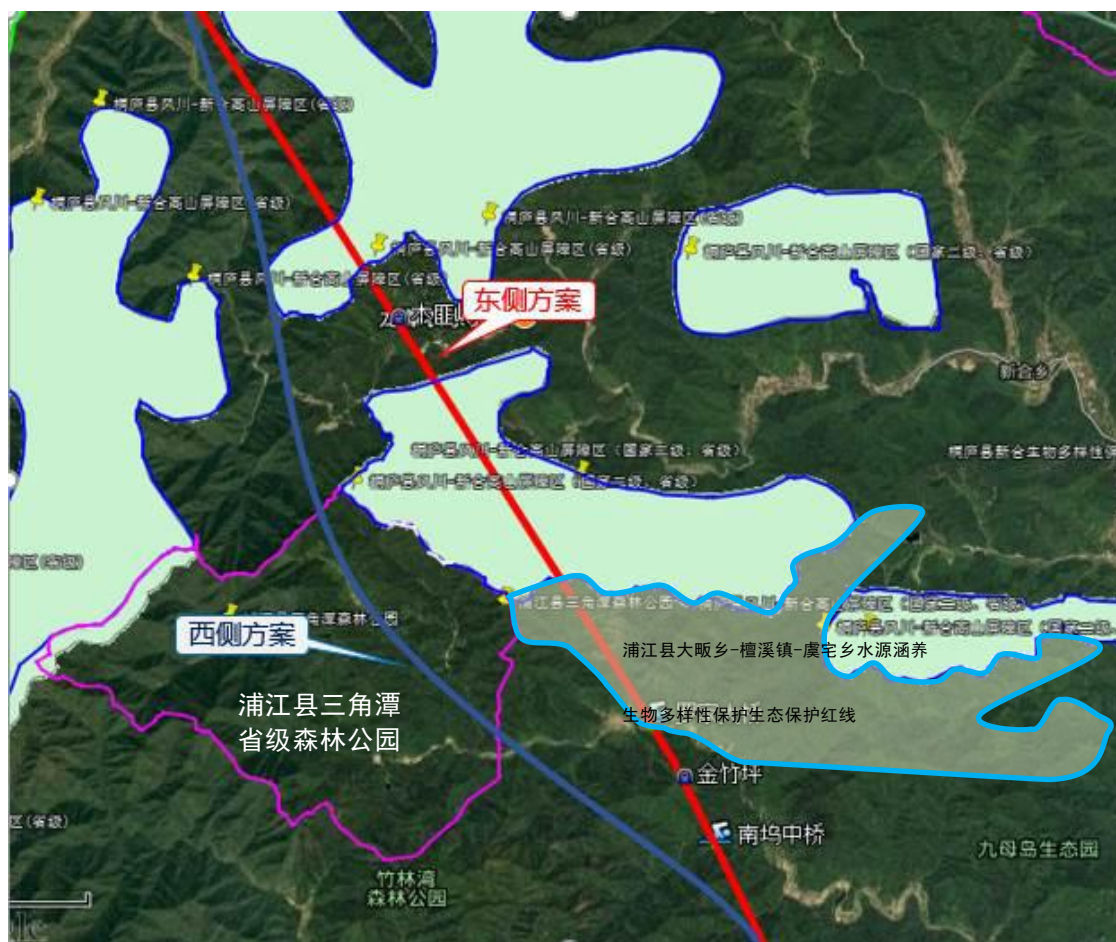 桐庐县凤川-新合高山屏障区(省级)
桐庐县凤川-新合高山屏障区(省级)
桐庐县凤川-新合高山屏障区(省级)
桐庐县凤川-新合高山屏障区(省级)
桐庐县凤川-新合高山屏障区（国家二级；省级）
桐庐县凤川-新合高山屏障区(省级)
东侧方案
新合乡
桐庐县凤川-新合高山屏障区（国家二级；省级）
桐庐县新合生物多样性保
桐庐县凤川-新合高山屏障区（国家二级；省级）
障区(省级)
浦江县三角潭森林公园
西侧方案
浦江县大畈乡-檀溪镇-虞宅乡水源涵养
浦江县三角潭
省级森林公园
生物多样性保护生态保护红线
金竹坪
区(省级)
南坞中桥
九母岛生态园
竹林湾
森林公园